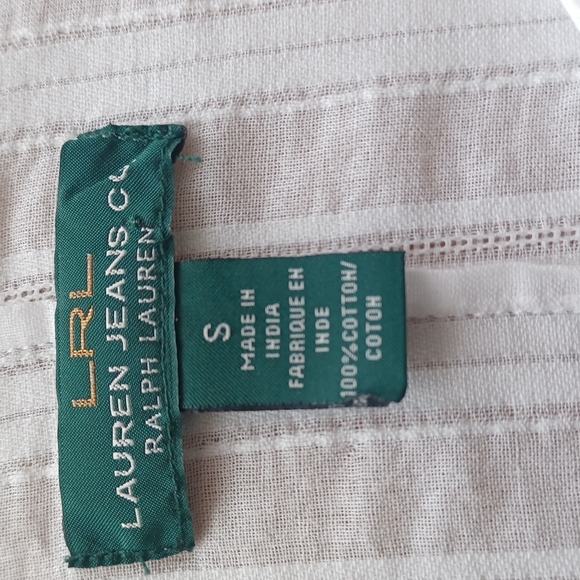 LRL
LAUREN JEANS Co
RALPH LAUREN
S
MADE IN
INDIA
FABRIQUE EN
INDE
100%COTTON/
COTON